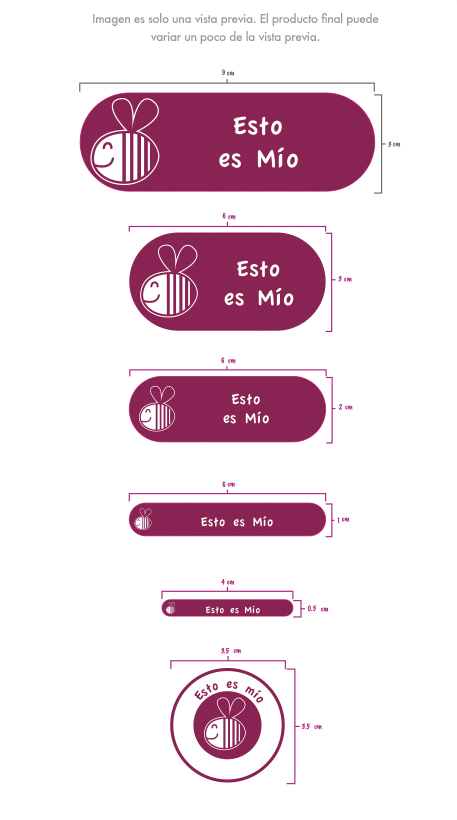 Imagen es solo una vista previa. El producto final puede
variar un poco de la vista previa.
9 cm
Esto
es Mío
3 cm
6 cm
Esto
es Mío
3 cm
6 cm
Esto
es Mío
2 cm
6 cm
Esto es Mío
1 cm
4 cm
Esto es Mío
0.5 cm
3.5 cm
Esto es mío
3.5 cm